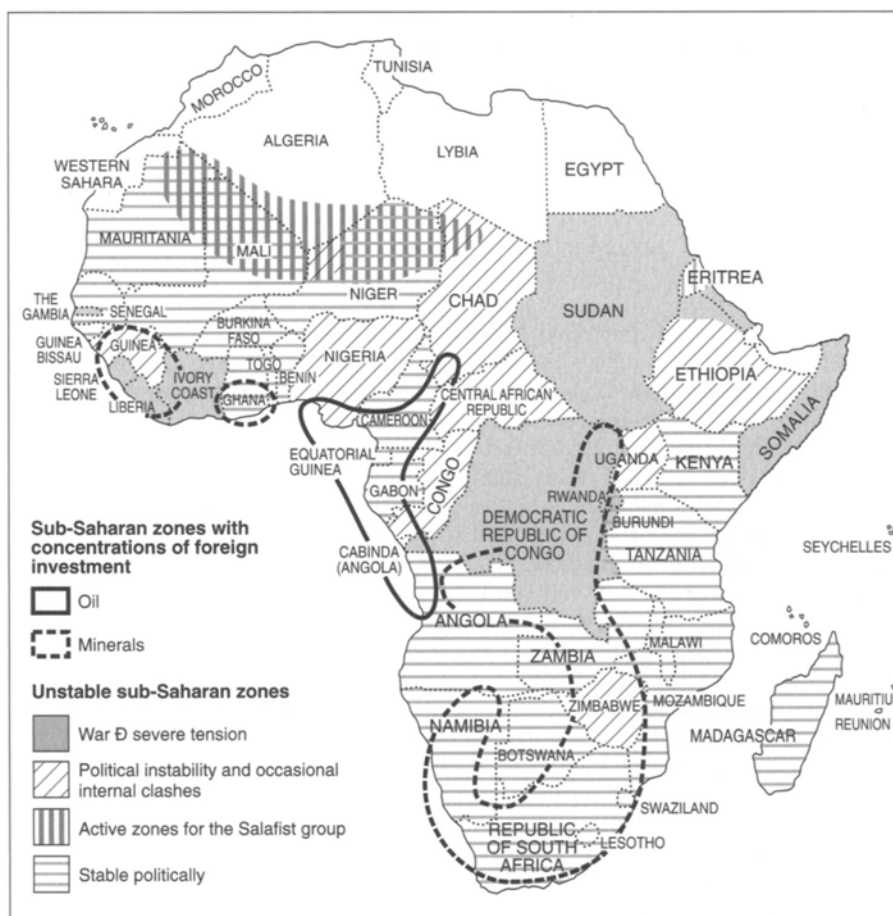 TUNISIA
MOROCCO
ALGERIA
LYBIA
EGYPT
WESTERN
SAHARA
MAURITANIA
MALI
NIGER
CHAD
SUDAN
ERITREA
THE
GAMBIA
SENEGAL
BURKINA
FASO
GUINEA
BISSAU
GUINEA
NIGERIA
ETHIOPIA
SIERRA
LEONE
IVORY
COAST
TOGO
BENIN
GHANA
LIBERIA
CENTRAL AFRICAN
REPUBLIC
CAMEROON
SOMALIA
EQUATORIAL
GUINEA
UGANDA
KENYA
GABON
CONGO
RWANDA
DEMOCRATIC
REPUBLIC OF
CONGO
BURUNDI
TANZANIA
SEYCHELLES
CABINDA
(ANGOLA)
ANGOLA
MALAWI
COMOROS
ZAMBIA
ZIMBABWE
MOZAMBIQUE
MAURITIU
REUNION
MADAGASCAR
NAMIBIA
BOTSWANA
SWAZILAND
REPUBLIC
OF SOUTH
AFRICA
LESOTHO
Sub-Saharan zones with
concentrations of foreign
investment
Oil
Minerals
Unstable sub-Saharan zones
War Đ severe tension
Political instability and occasional
internal clashes
Active zones for the Salafist group
Stable politically